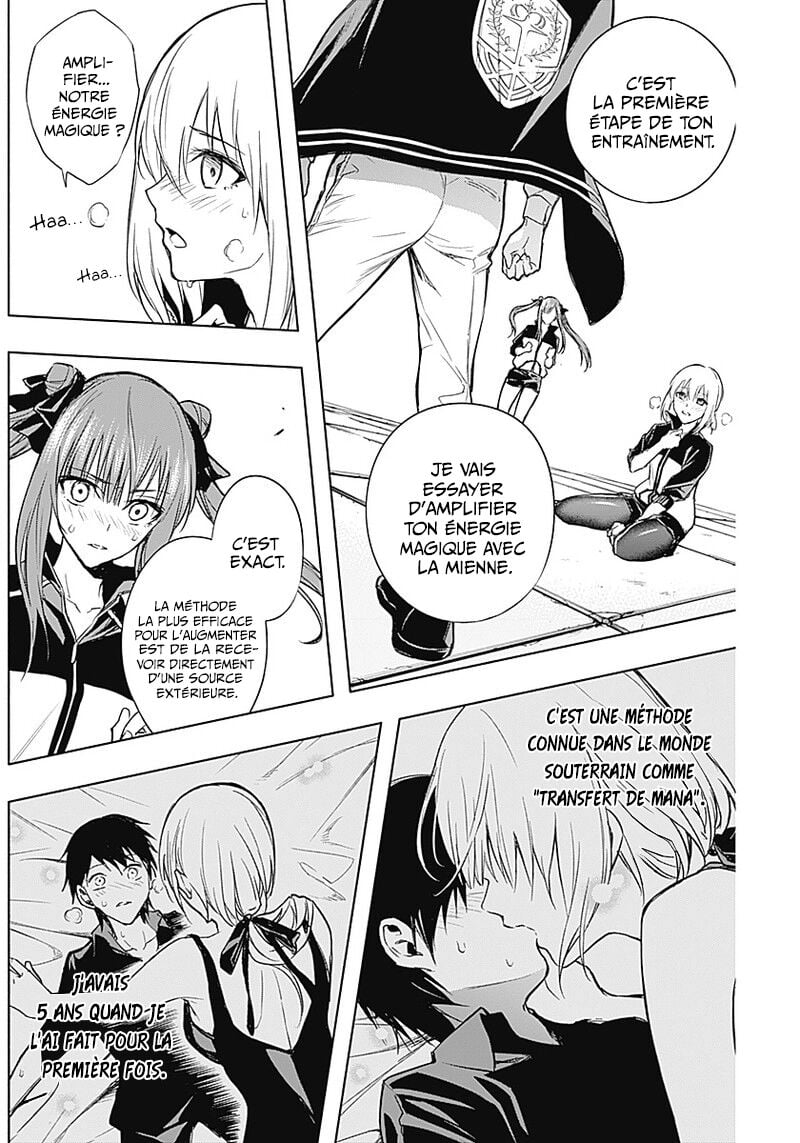 C'EST
LA PREMIÈRE
ÉTAPE DE TON
ENTRAÎNEMENT.
AMPLI-
FIER...
NOTRE
ÉNERGIE
MAGIQUE ?
Haa...
Haa...
JE VAIS
ESSAYER
D'AMPLIFIER
TON ÉNERGIE
MAGIQUE AVEC
LA MIENNE.
C'EST
EXACT.
LA MÉTHODE
LA PLUS EFFICACE
POUR L'AUGMENTER
EST DE LA RECE-
VOIR DIRECTEMENT
D'UNE SOURCE
EXTÉRIEURE.
C'EST UNE MÉTHODE
CONNUE DANS LE MONDE
SOUTERRAIN COMME
"TRANSFERT DE MANA".
J'AVAIS
5 ANS QUAND JE
L'AI FAIT POUR LA
PREMIÈRE FOIS.